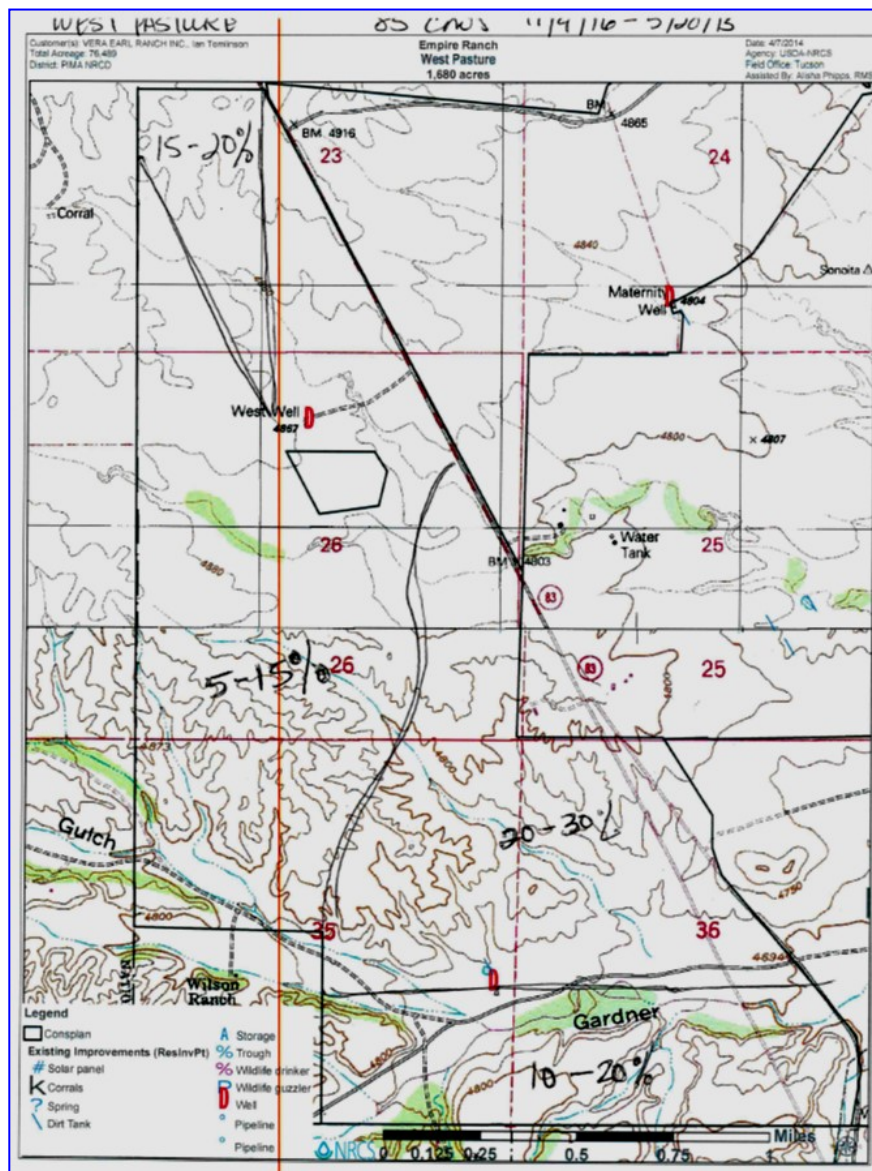 WEST PASTURE 85 COWS 11/9/16 - 5/20/15
Customer(s): VERA EARL RANCH INC., Ian Tomlinson
Total Acreage: 76,489
District: PIMA NRCD
Empire Ranch
West Pasture
1,680 acres
Date: 4/7/2014
Agency: USDA-NRCS
Field Office: Tucson
Assisted By: Alisha Phipps, RMS
BM 4865
BM 4916
15-20%
23
24
Corral
4840
Sonoita
Maternity
Well
4804
West Well
4867
4800
4807
26
Water
Tank
25
BM 4803
4880
83
5-15%
26
83
25
4800
4873
4800
Gulch
20-30%
4750
4800
35
36
4694
Wilson
Ranch
Gardner
4800
4800
10-20%
Legend
Consplan
Existing Improvements (ResInvPt)
Solar panel
Corrals
Spring
Dirt Tank
Storage
Trough
Wildlife drinker
Wildlife guzzler
Well
Pipeline
Pipeline
NRCS
0 0.125 0.25 0.5 0.75 1 Miles